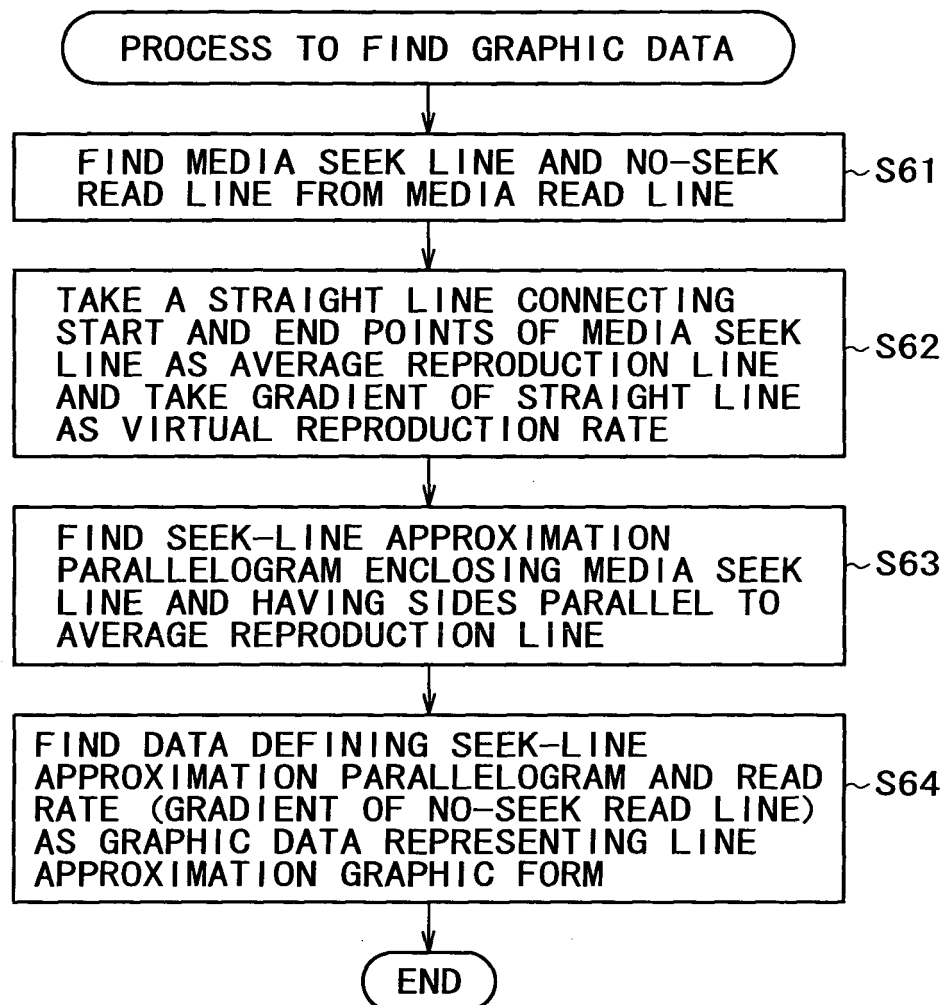 PROCESS TO FIND GRAPHIC DATA
FIND MEDIA SEEK LINE AND NO-SEEK
READ LINE FROM MEDIA READ LINE
S61
TAKE A STRAIGHT LINE CONNECTING
START AND END POINTS OF MEDIA SEEK
LINE AS AVERAGE REPRODUCTION LINE
AND TAKE GRADIENT OF STRAIGHT LINE
AS VIRTUAL REPRODUCTION RATE
S62
FIND SEEK-LINE APPROXIMATION
PARALLELOGRAM ENCLOSING MEDIA SEEK
LINE AND HAVING SIDES PARALLEL TO
AVERAGE REPRODUCTION LINE
S63
FIND DATA DEFINING SEEK-LINE
APPROXIMATION PARALLELOGRAM AND READ
RATE (GRADIENT OF NO-SEEK READ LINE)
AS GRAPHIC DATA REPRESENTING LINE
APPROXIMATION GRAPHIC FORM
S64
END